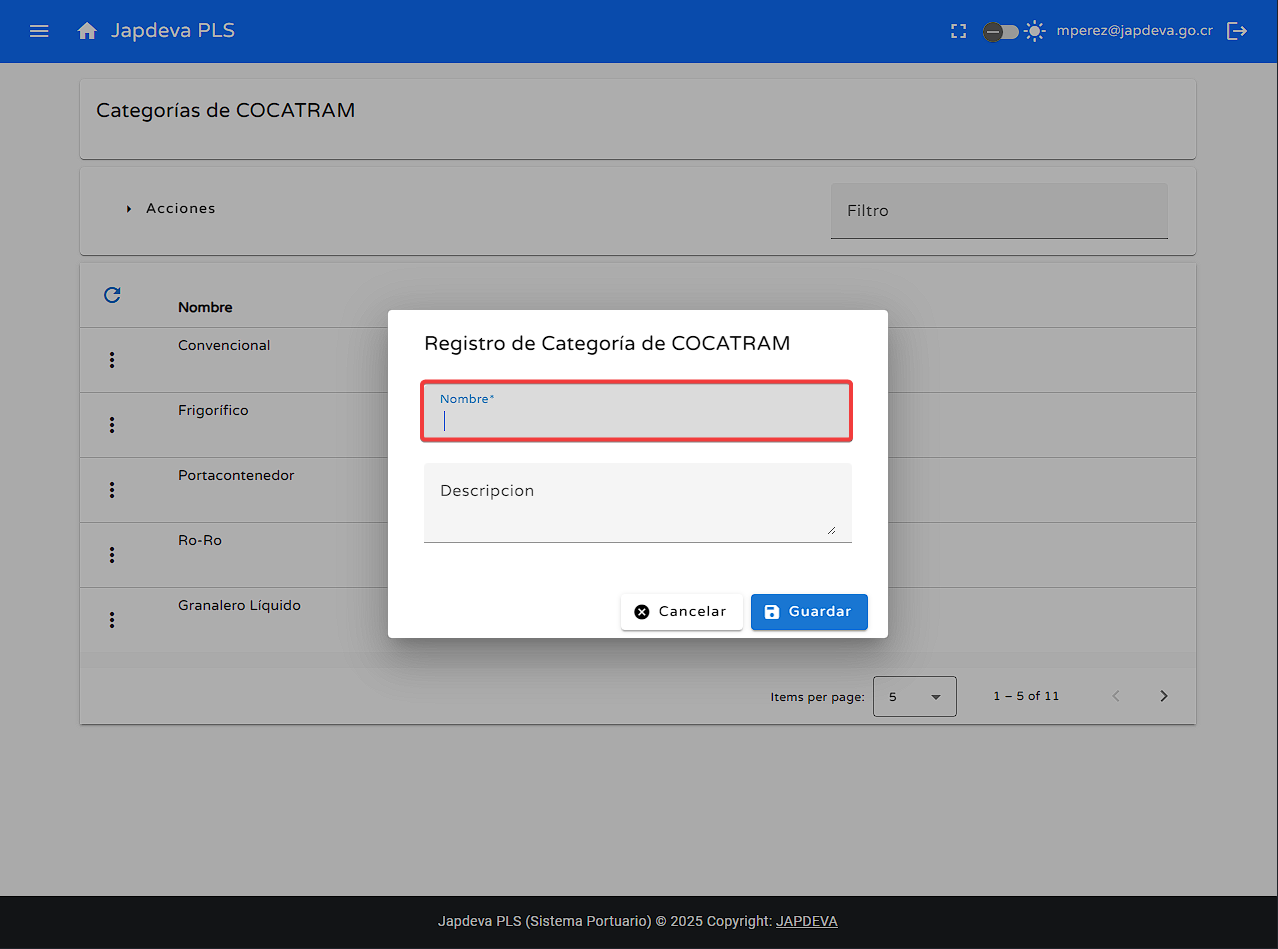 Japdeva PLS
mperez@japdeva.go.cr
Categorías de COCATRAM
Acciones
Filtro
Nombre
Convencional
Frigorífico
Portacontenedor
Ro-Ro
Granalero Líquido
Registro de Categoría de COCATRAM
Nombre*
Descripcion
Cancelar
Guardar
Items per page:
5
1 – 5 of 11
Japdeva PLS (Sistema Portuario) © 2025 Copyright: JAPDEVA